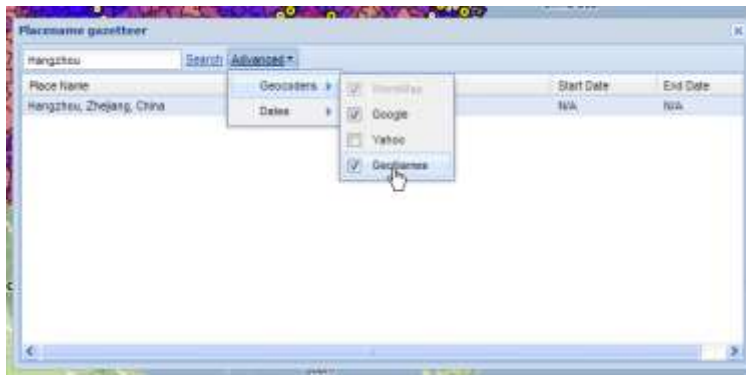 Placename gazetteer
Hangzhou Search Advanced
Place Name Start Date End Date
Hangzhou, Zhejiang, China N/A N/A
Geocoders
Dates
WorldMap
Google
Yahoo
GeoNames